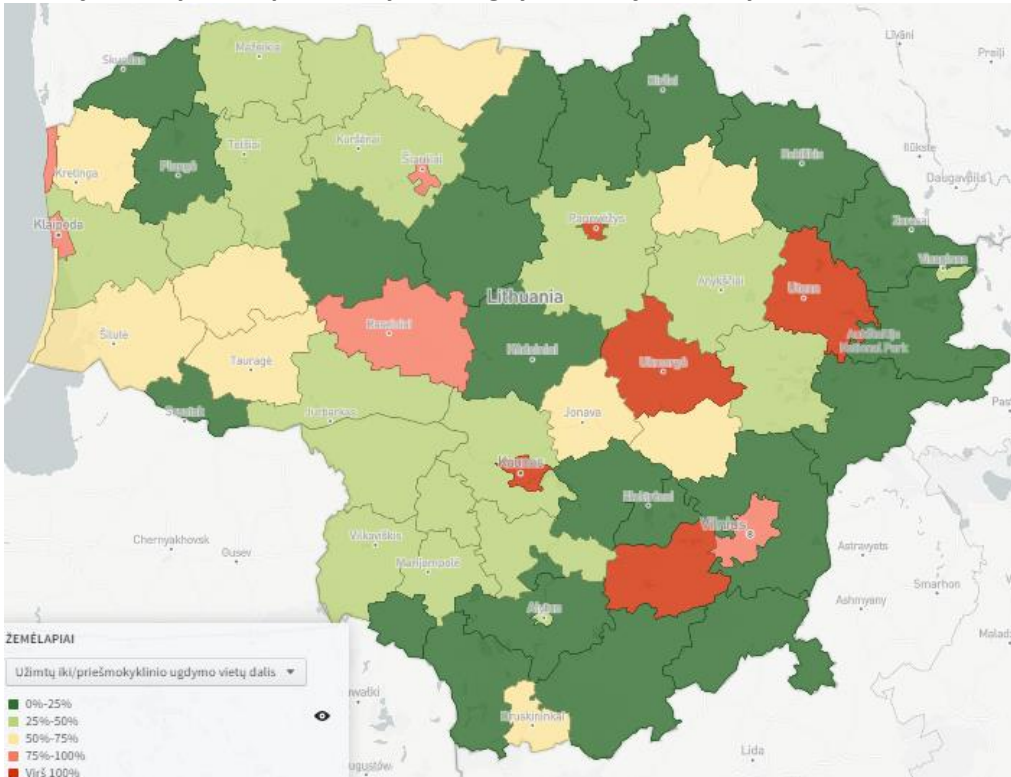 Līvāni
Preiļi
Skuodas
Mažeikiai
Biržai
Ilūkste
Daugavpils
Rokiškis
Kuršėnai
Telšiai
Šiauliai
Plungė
Kretinga
Klaipėda
Panevėžys
Zarasai
Visaginas
Anykščiai
Utena
Lithuania
Raseiniai
Aukštaitija
National Park
Šilutė
Tauragė
Kėdainiai
Ukmergė
Jurbarkas
Jonava
Kaunas
Elektrėnai
Vilnius
Chernyakhovsk
Gusev
Vilkaviškis
Marijampolė
Astravyets
Smarhon
Ashmyany
Alytus
Druskininkai
Lida
ŽEMĖLAPIAI
Užimtų iki/priešmokyklinio ugdymo vietų dalis
0%-25%
25%-50%
50%-75%
75%-100%
Virš 100%